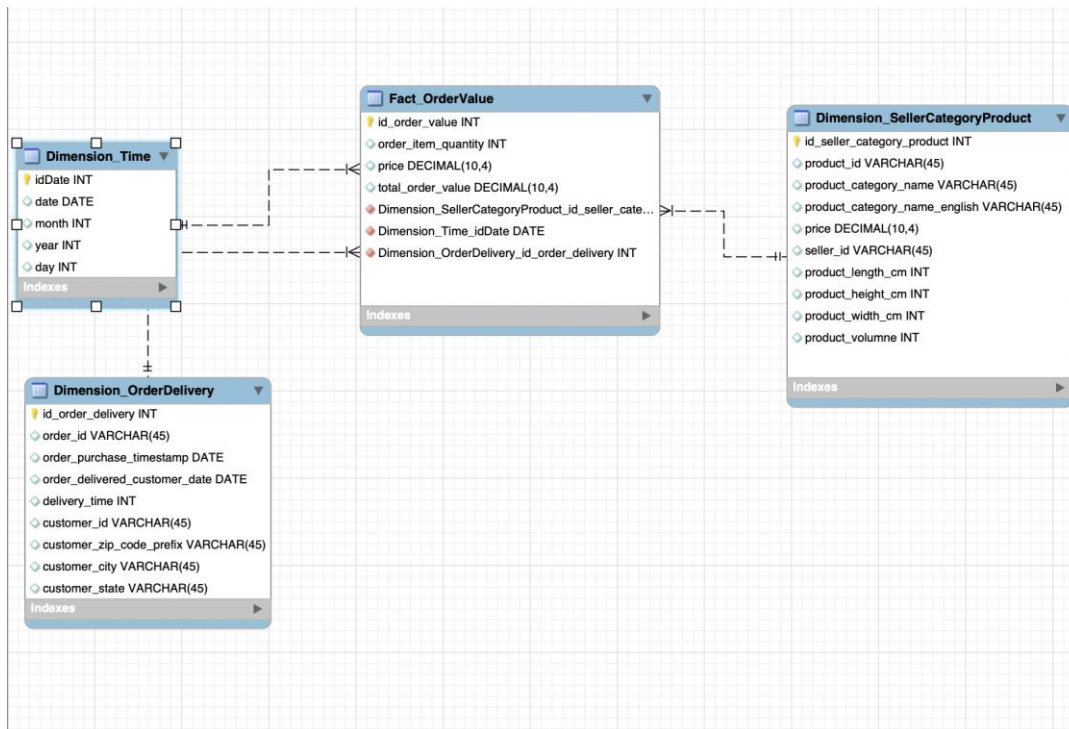 Dimension_Time
idDate INT
date DATE
month INT
year INT
day INT
Indexes
Fact_OrderValue
id_order_value INT
order_item_quantity INT
price DECIMAL(10,4)
total_order_value DECIMAL(10,4)
Dimension_SellerCategoryProduct_id_seller_cate...
Dimension_Time_idDate DATE
Dimension_OrderDelivery_id_order_delivery INT
Indexes
Dimension_SellerCategoryProduct
id_seller_category_product INT
product_id VARCHAR(45)
product_category_name VARCHAR(45)
product_category_name_english VARCHAR(45)
price DECIMAL(10,4)
seller_id VARCHAR(45)
product_length_cm INT
product_height_cm INT
product_width_cm INT
product_volumne INT
Indexes
Dimension_OrderDelivery
id_order_delivery INT
order_id VARCHAR(45)
order_purchase_timestamp DATE
order_delivered_customer_date DATE
delivery_time INT
customer_id VARCHAR(45)
customer_zip_code_prefix VARCHAR(45)
customer_city VARCHAR(45)
customer_state VARCHAR(45)
Indexes